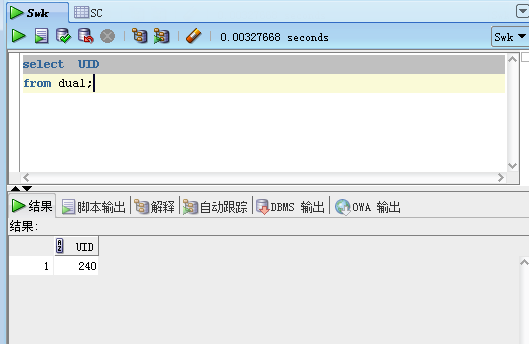 Swk SC
0.00327668 seconds Swk
select UID
from dual;
结果 脚本输出 解释 自动跟踪 DBMS 输出 OWA 输出
结果:
UID
1 240